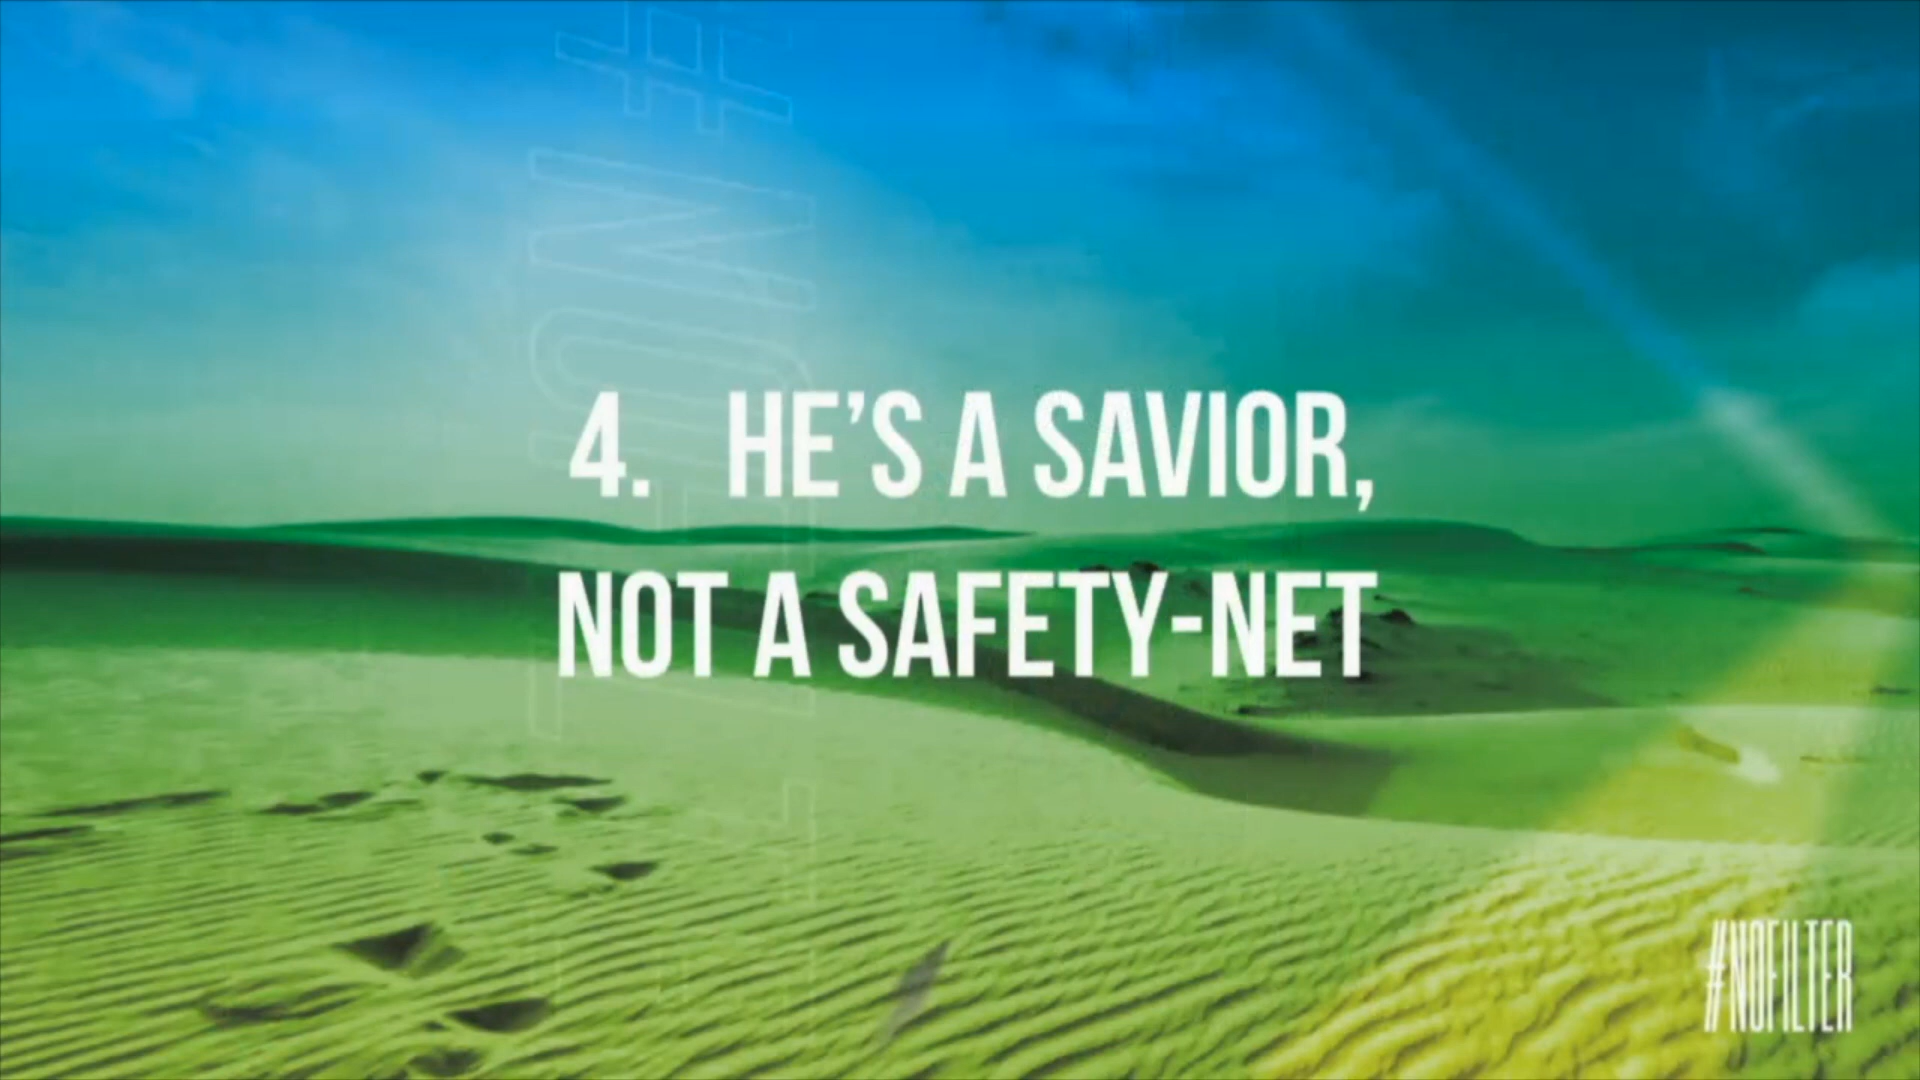 4. HE'S A SAVIOR,
NOT A SAFETY-NET
#NOFILTER